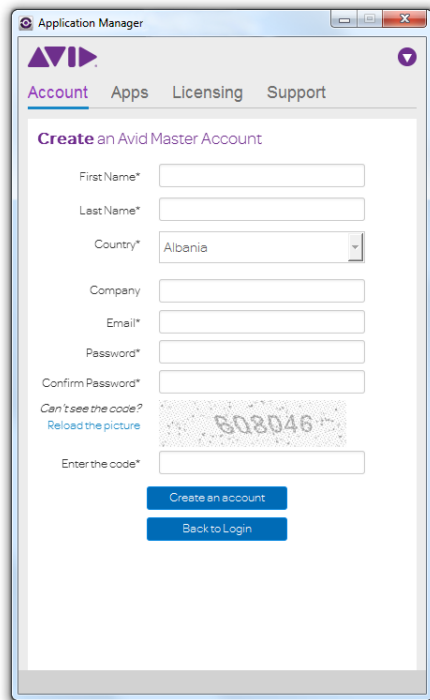 Application Manager
AVID
Account Apps Licensing Support
Create an Avid Master Account
First Name*
Last Name*
Country* Albania
Company
Email*
Password*
Confirm Password*
Can't see the code?
Reload the picture
608046
Enter the code*
Create an account
Back to Login